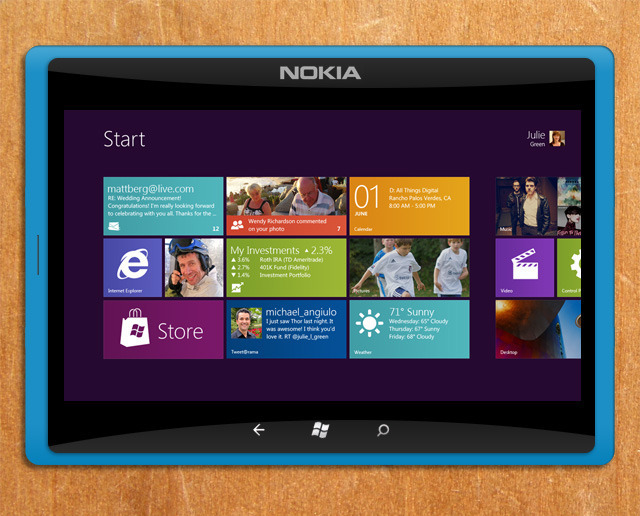 NOKIA
Start
Julie
Green
mattberg@live.com
RE: Wedding Announcement!
Congratulations! I'm really looking forward
to celebrating with you all. Thanks for the ...
12
Wendy Richardson commented
on your photo
7
01
JUNE
D: All Things Digital
Rancho Palos Verdes, CA
8:00 AM - 5:00 PM
Calendar
Music
Internet Explorer
My Investments ▲ 2.3%
▲ 3.6% Roth IRA (TD Ameritrade)
▲ 2.7% 401K Fund (Fidelity)
▼ 1.4% Investment Portfolio
Pictures
Video
Control P
Store
michael_angiulo
I just saw Thor last night. It
was awesome! I think you'd
love it. RT @julie_l_green
Tweet@rama
71° Sunny
Wednesday: 65° Cloudy
Thursday: 67° Sunny
Friday: 68° Cloudy
Weather
Desktop